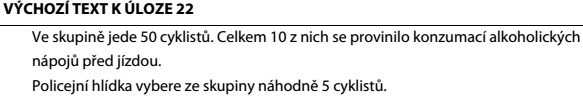 VÝCHOZÍ TEXT K ÚLOZE 22
Ve skupině jede 50 cyklistů. Celkem 10 z nich se provinilo konzumací alkoholických
nápojů před jízdou.
Policejní hlídka vybere ze skupiny náhodně 5 cyklistů.